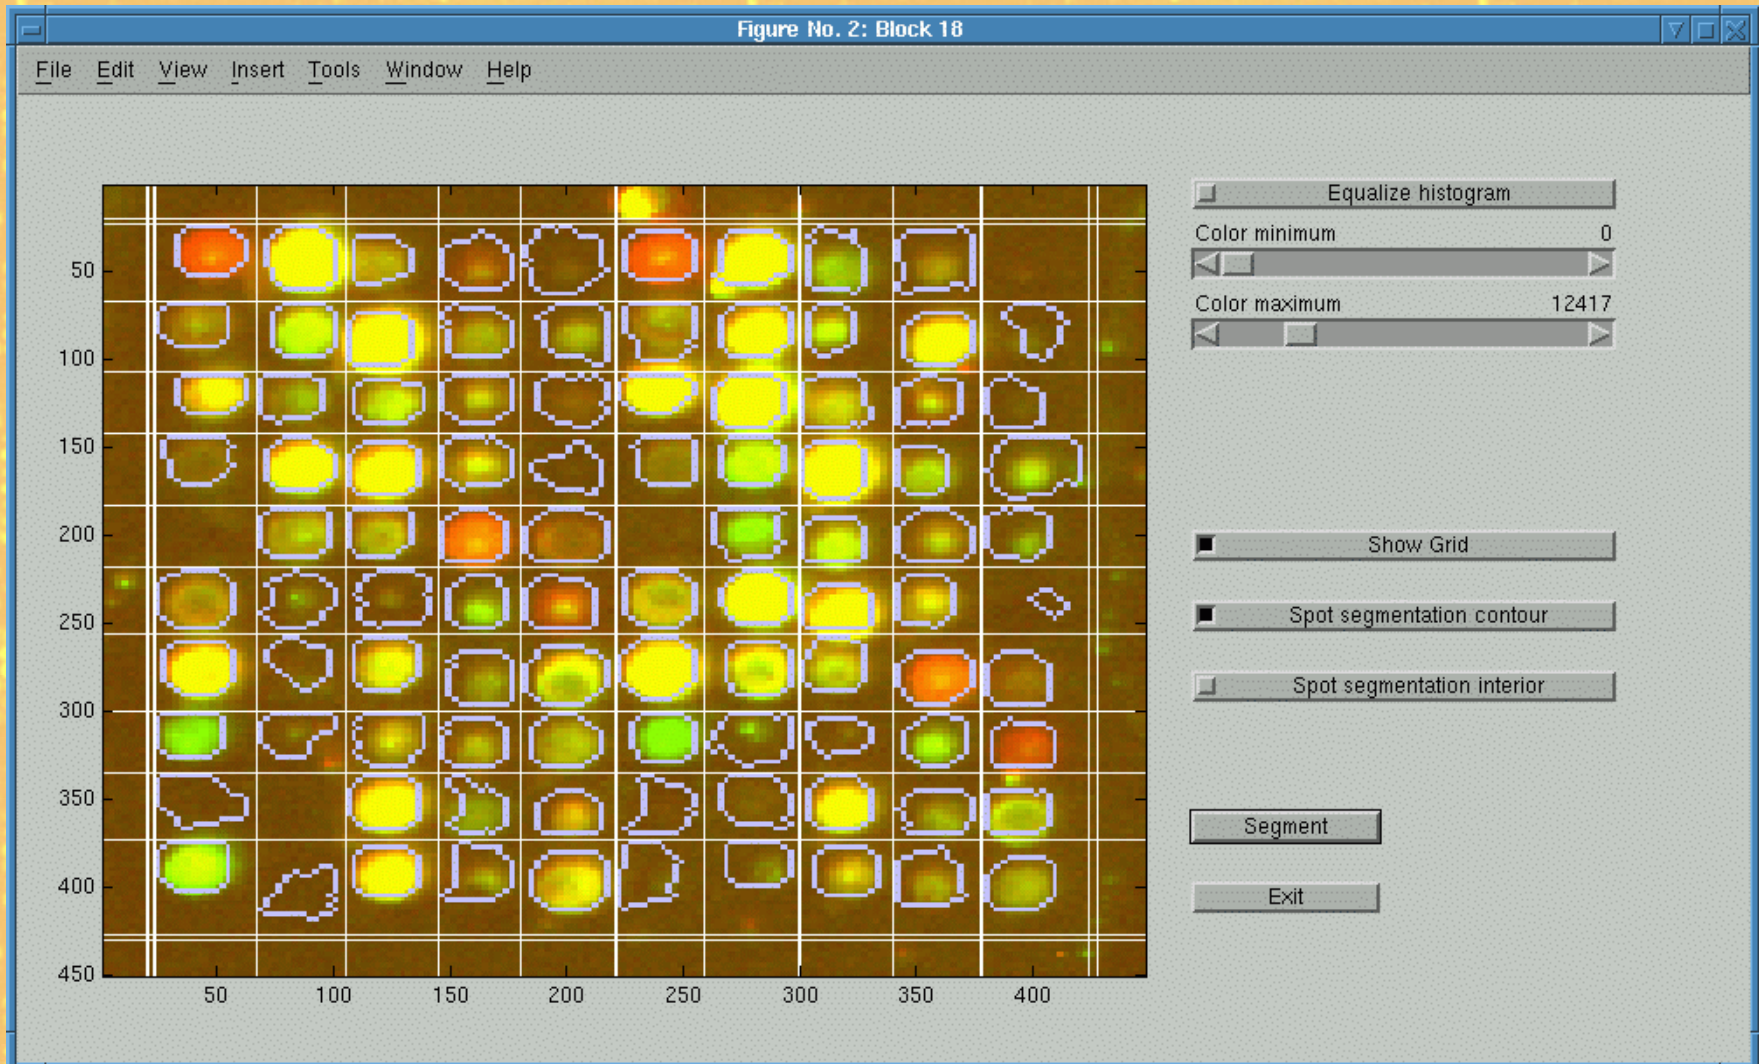 Figure No. 2: Block 18
File Edit View Insert Tools Window Help
Equalize histogram
Color minimum 0
Color maximum 12417
Show Grid
Spot segmentation contour
Spot segmentation interior
Segment
Exit
50
100
150
200
250
300
350
400
450
50 100 150 200 250 300 350 400